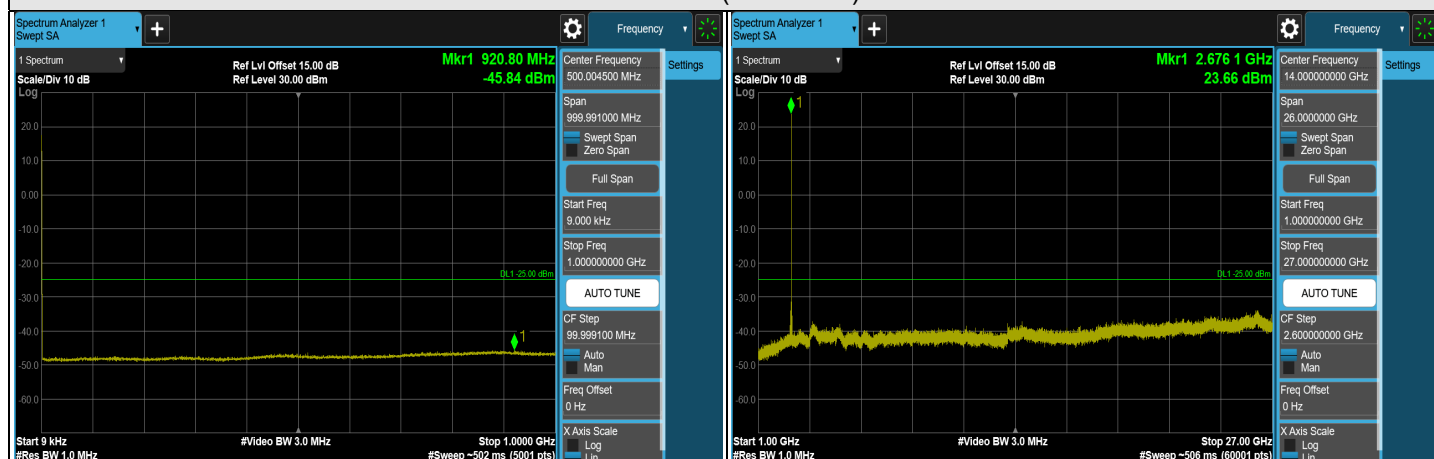 Spectrum Analyzer 1
Swept SA
+
Frequency
1 Spectrum
Scale/Div 10 dB
Log
Ref Lvl Offset 15.00 dB
Ref Level 30.00 dBm
Mkr1 920.80 MHz
-45.84 dBm
20.0
10.0
0.00
-10.0
-20.0
-30.0
-40.0
-50.0
-60.0
DL1 -25.00 dBm
1
Start 9 kHz
#Res BW 1.0 MHz
#Video BW 3.0 MHz
Stop 1.0000 GHz
#Sweep ~502 ms (5001 pts)
Center Frequency
500.004500 MHz
Span
999.991000 MHz
Swept Span
Zero Span
Full Span
Start Freq
9.000 kHz
Stop Freq
1.000000000 GHz
AUTO TUNE
CF Step
99.999100 MHz
Auto
Man
Freq Offset
0 Hz
X Axis Scale
Log
Lin
Settings
Spectrum Analyzer 1
Swept SA
+
Frequency
1 Spectrum
Scale/Div 10 dB
Log
Ref Lvl Offset 15.00 dB
Ref Level 30.00 dBm
Mkr1 2.676 1 GHz
23.66 dBm
1
20.0
10.0
0.00
-10.0
-20.0
-30.0
-40.0
-50.0
-60.0
DL1 -25.00 dBm
Start 1.00 GHz
#Res BW 1.0 MHz
#Video BW 3.0 MHz
Stop 27.00 GHz
#Sweep ~506 ms (60001 pts)
Center Frequency
14.000000000 GHz
Span
26.0000000 GHz
Swept Span
Zero Span
Full Span
Start Freq
1.000000000 GHz
Stop Freq
27.000000000 GHz
AUTO TUNE
CF Step
2.600000000 GHz
Auto
Man
Freq Offset
0 Hz
X Axis Scale
Log
Lin
Settings